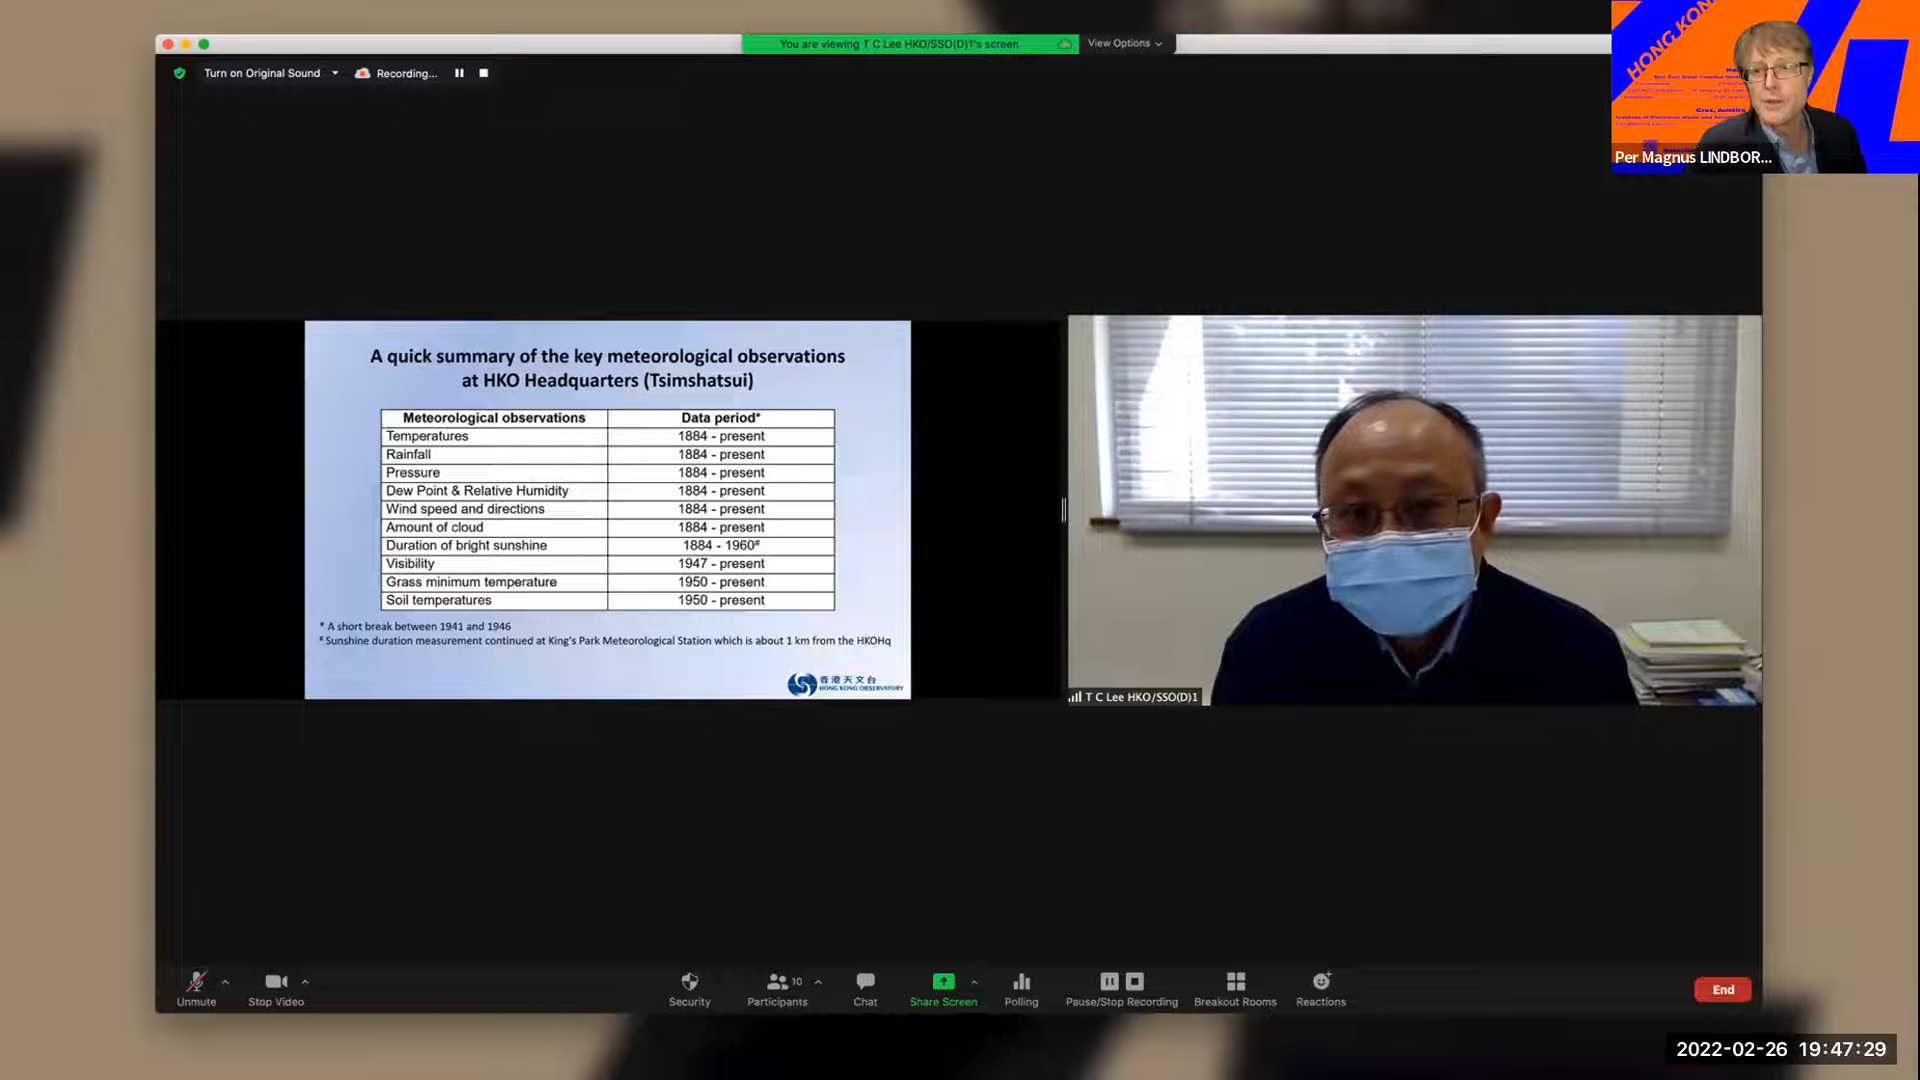 You are viewing T C Lee HKO/SSO(D)1's screen
View Options
Turn on Original Sound
Recording...
HONG KON
Per Magnus LINDBOR...
A quick summary of the key meteorological observations
at HKO Headquarters (Tsimshatsui)
Meteorological observations Data period*
Temperatures 1884 - present
Rainfall 1884 - present
Pressure 1884 - present
Dew Point & Relative Humidity 1884 - present
Wind speed and directions 1884 - present
Amount of cloud 1884 - present
Duration of bright sunshine 1884 - 1960#
Visibility 1947 - present
Grass minimum temperature 1950 - present
Soil temperatures 1950 - present
* A short break between 1941 and 1946
# Sunshine duration measurement continued at King's Park Meteorological Station which is about 1 km from the HKOHq
香港天文台
HONG KONG OBSERVATORY
T C Lee HKO/SSO(D)1
Unmute
Stop Video
Security
10
Participants
Chat
Share Screen
Polling
Pause/Stop Recording
Breakout Rooms
Reactions
End
2022-02-26 19:47:29